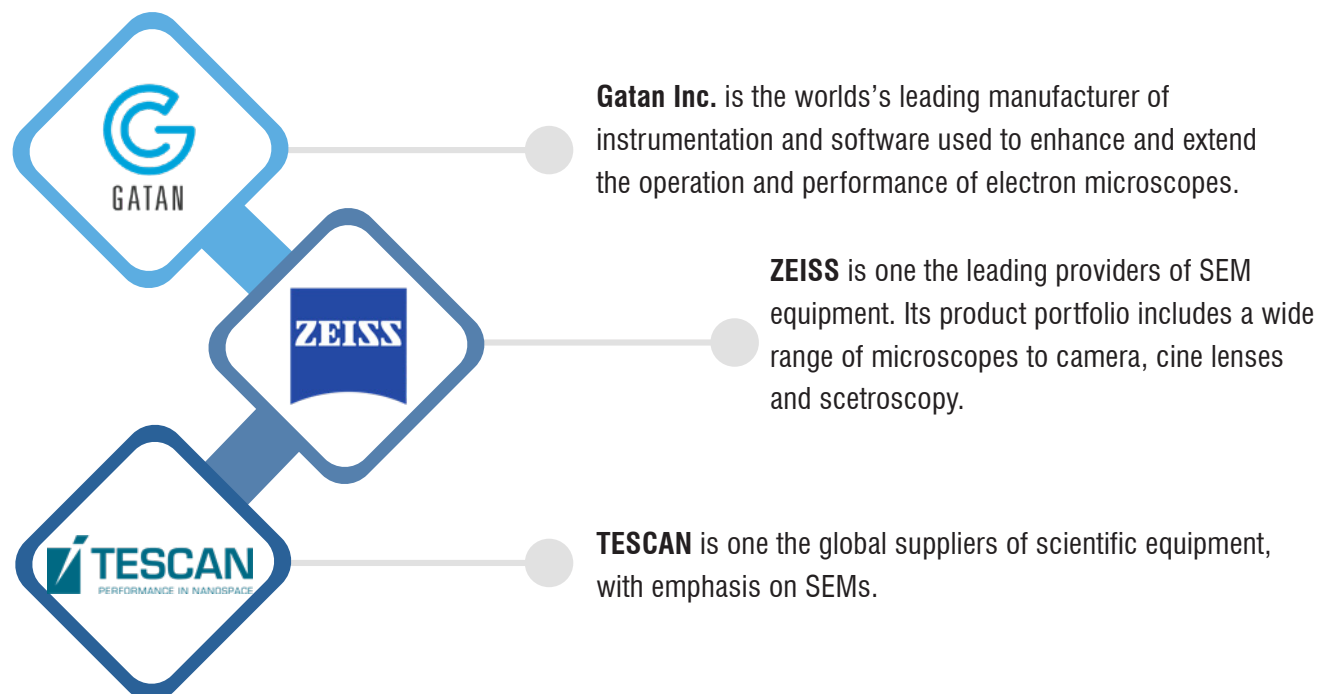 GATAN
Gatan Inc. is the worlds's leading manufacturer of
instrumentation and software used to enhance and extend
the operation and performance of electron microscopes.
ZEISS
ZEISS is one the leading providers of SEM
equipment. Its product portfolio includes a wide
range of microscopes to camera, cine lenses
and scetroscopy.
TESCAN
PERFORMANCE IN NANOSPACE
TESCAN is one the global suppliers of scientific equipment,
with emphasis on SEMs.